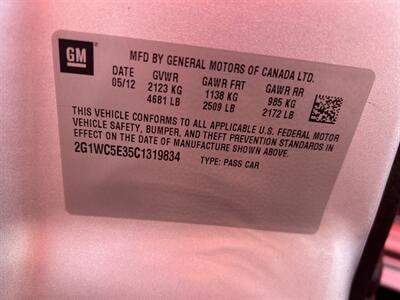 GM
MFD BY GENERAL MOTORS OF CANADA LTD.
DATE GVWR GAWR FRT GAWR RR
05/12 2123 KG 1138 KG 985 KG
4681 LB 2509 LB 2172 LB
THIS VEHICLE CONFORMS TO ALL APPLICABLE U.S. FEDERAL MOTOR
VEHICLE SAFETY, BUMPER, AND THEFT PREVENTION STANDARDS IN
EFFECT ON THE DATE OF MANUFACTURE SHOWN ABOVE.
2G1WC5E35C1319834 TYPE: PASS CAR